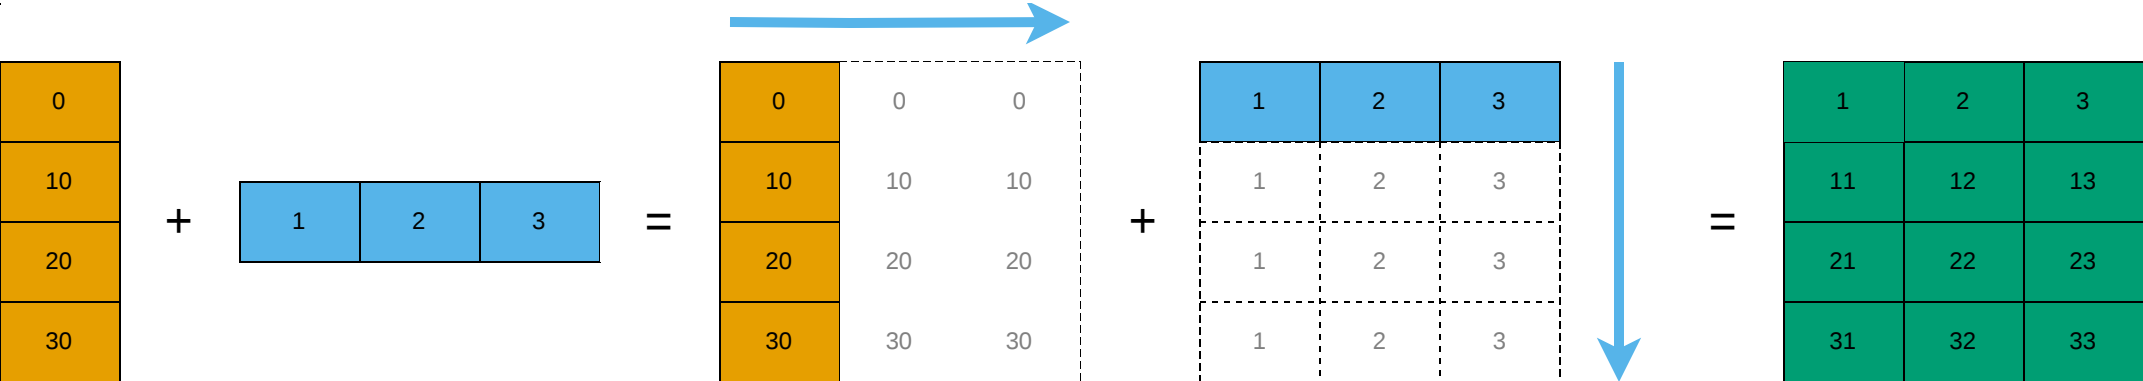 0 0 0 0 1 2 3 1 2 3
10 10 10 10 1 2 3 11 12 13
+ 1 2 3 = + =
20 20 20 20 1 2 3 21 22 23
30 30 30 30 1 2 3 31 32 33